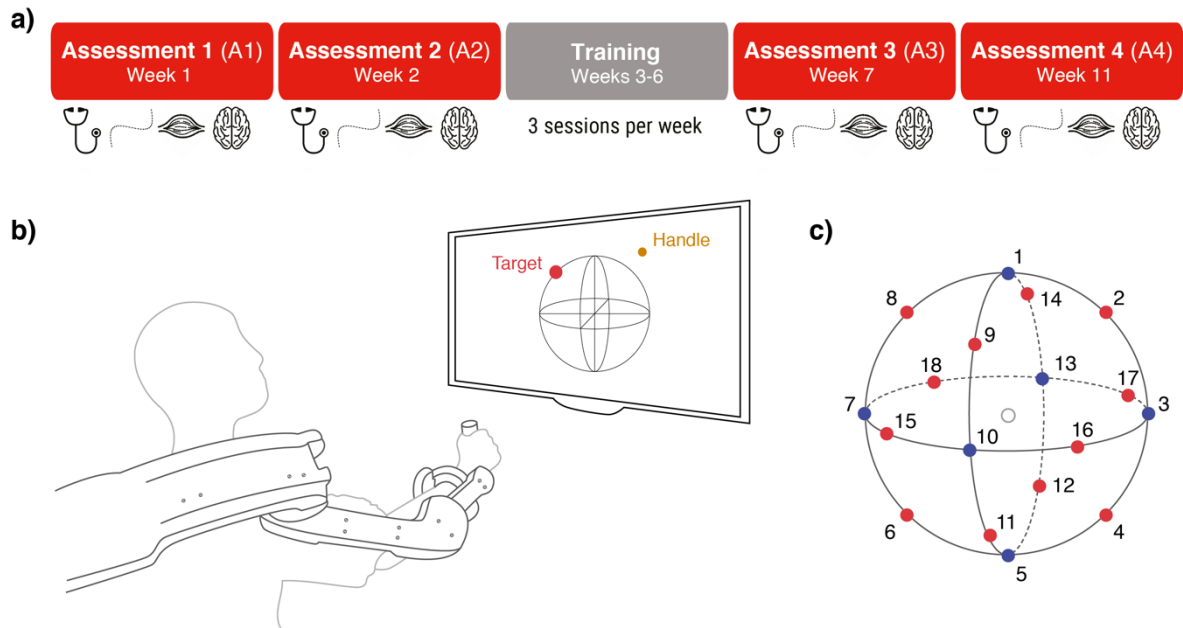 a)
Assessment 1 (A1)
Week 1
Assessment 2 (A2)
Week 2
Training
Weeks 3-6
Assessment 3 (A3)
Week 7
Assessment 4 (A4)
Week 11
3 sessions per week
b)
Target
Handle
c)
1
8
14
2
9
18
13
17
7
3
15
10
16
12
6
11
4
5